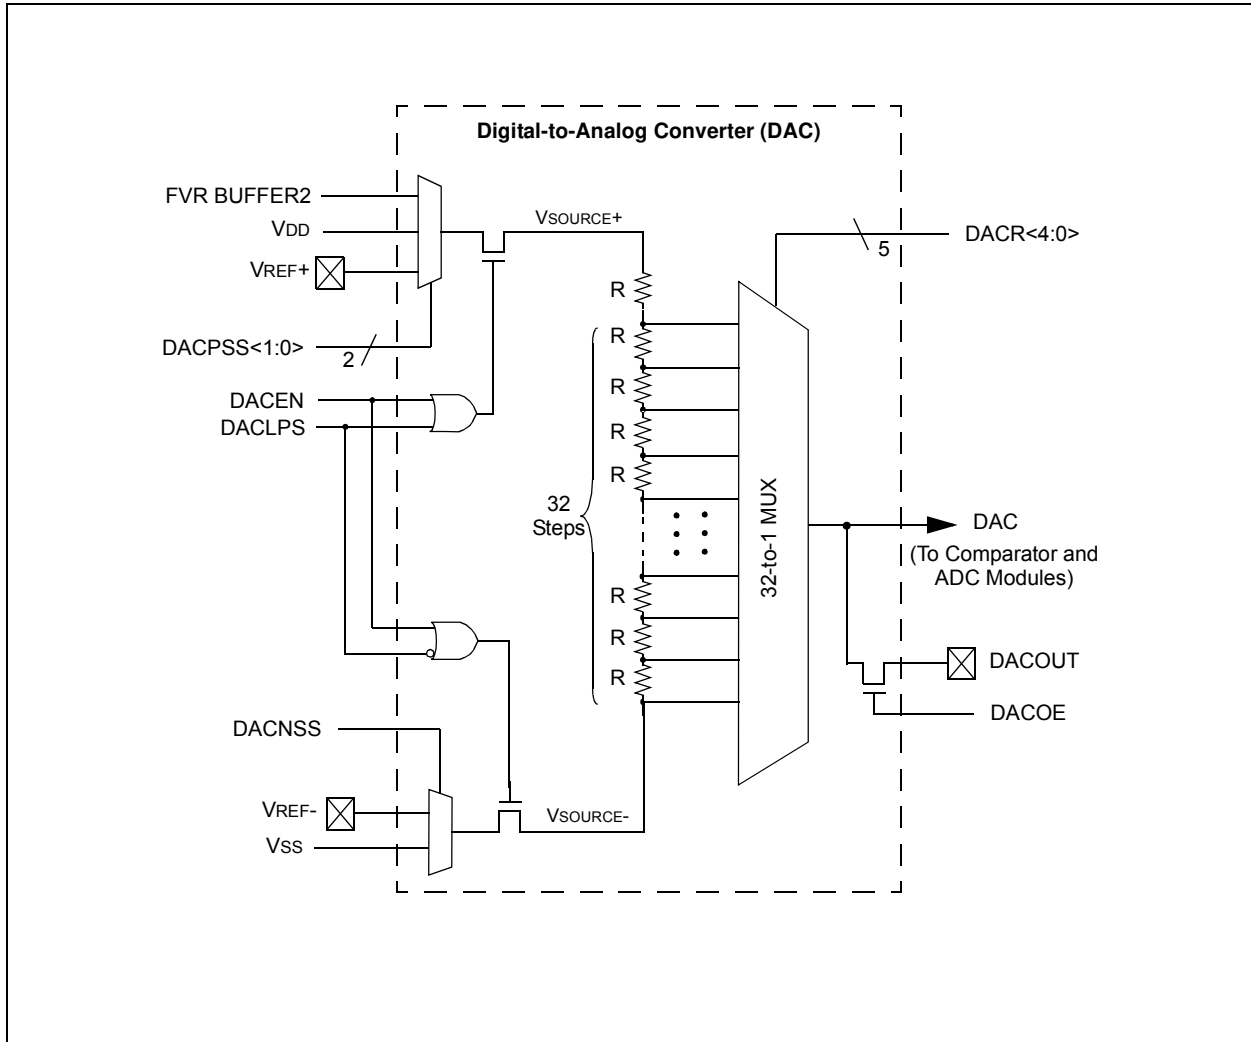 Digital-to-Analog Converter (DAC)
FVR BUFFER2
VDD
VREF+
DACPSS<1:0>
2
DACEN
DACLPS
VSOURCE+
R
R
R
R
R
32
Steps
R
R
R
32-to-1 MUX
5
DACR<4:0>
DAC
(To Comparator and
ADC Modules)
DACOUT
DACOE
DACNSS
VREF-
VSS
VSOURCE-